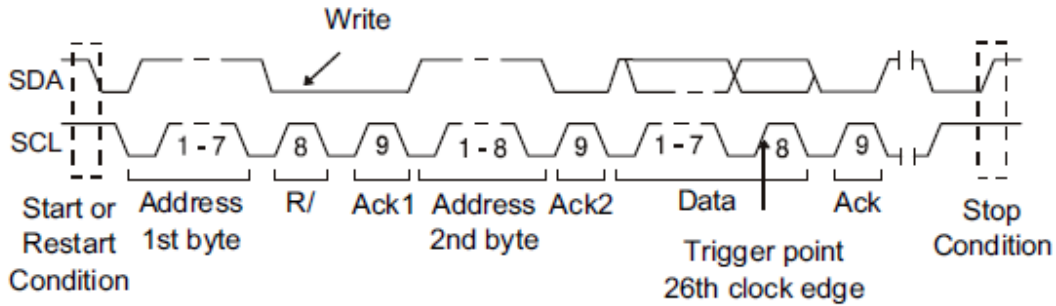 Write
SDA
SCL
1 - 7
8
9
1 - 8
9
1 - 7
8
9
Start or
Restart
Condition
Address
1st byte
R/
Ack1
Address
2nd byte
Ack2
Data
Ack
Stop
Condition
Trigger point
26th clock edge